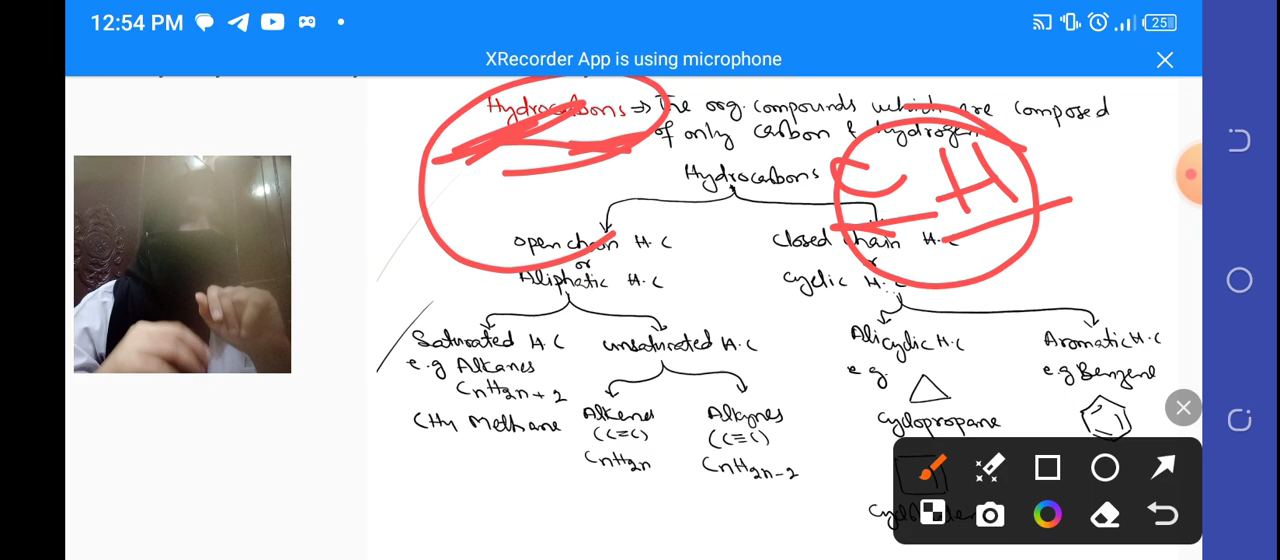 12:54 PM
25
XRecorder App is using microphone
Hydrocarbons → The org. compounds which are composed
of only carbon & hydrogen
C H
Hydrocarbons
open chain H.C
or
Aliphatic H.C
closed chain H.C
or
cyclic H.C
Saturated H.C
e.g Alkanes
CnH2n+2
CH4 Methane
unsaturated H.C
Alkenes
(C=C)
CnH2n
Alkynes
(C≡C)
CnH2n-2
Alicyclic H.C
e.g.
Cyclopropane
Aromatic H.C
e.g Benzene